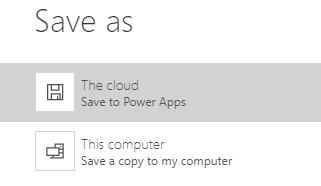 Save as
The cloud
Save to Power Apps
This computer
Save a copy to my computer